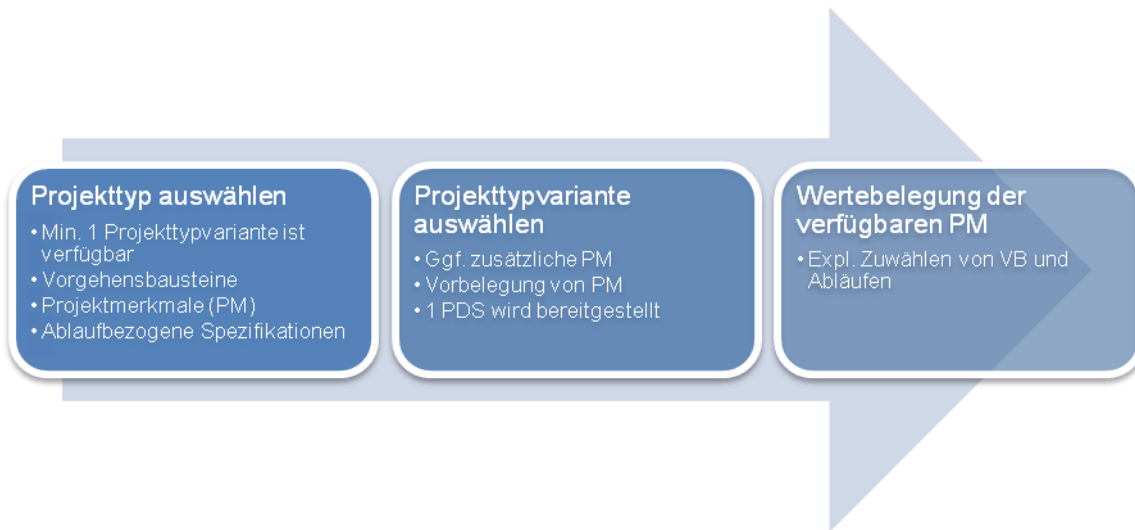 Projekttyp auswählen
• Min. 1 Projekttypvariante ist
verfügbar
• Vorgehensbausteine
• Projektmerkmale (PM)
• Ablaufbezogene Spezifikationen
Projekttypvariante
auswählen
• Ggf. zusätzliche PM
• Vorbelegung von PM
• 1 PDS wird bereitgestellt
Wertebelegung der
verfügbaren PM
• Expl. Zuwählen von VB und
Abläufen